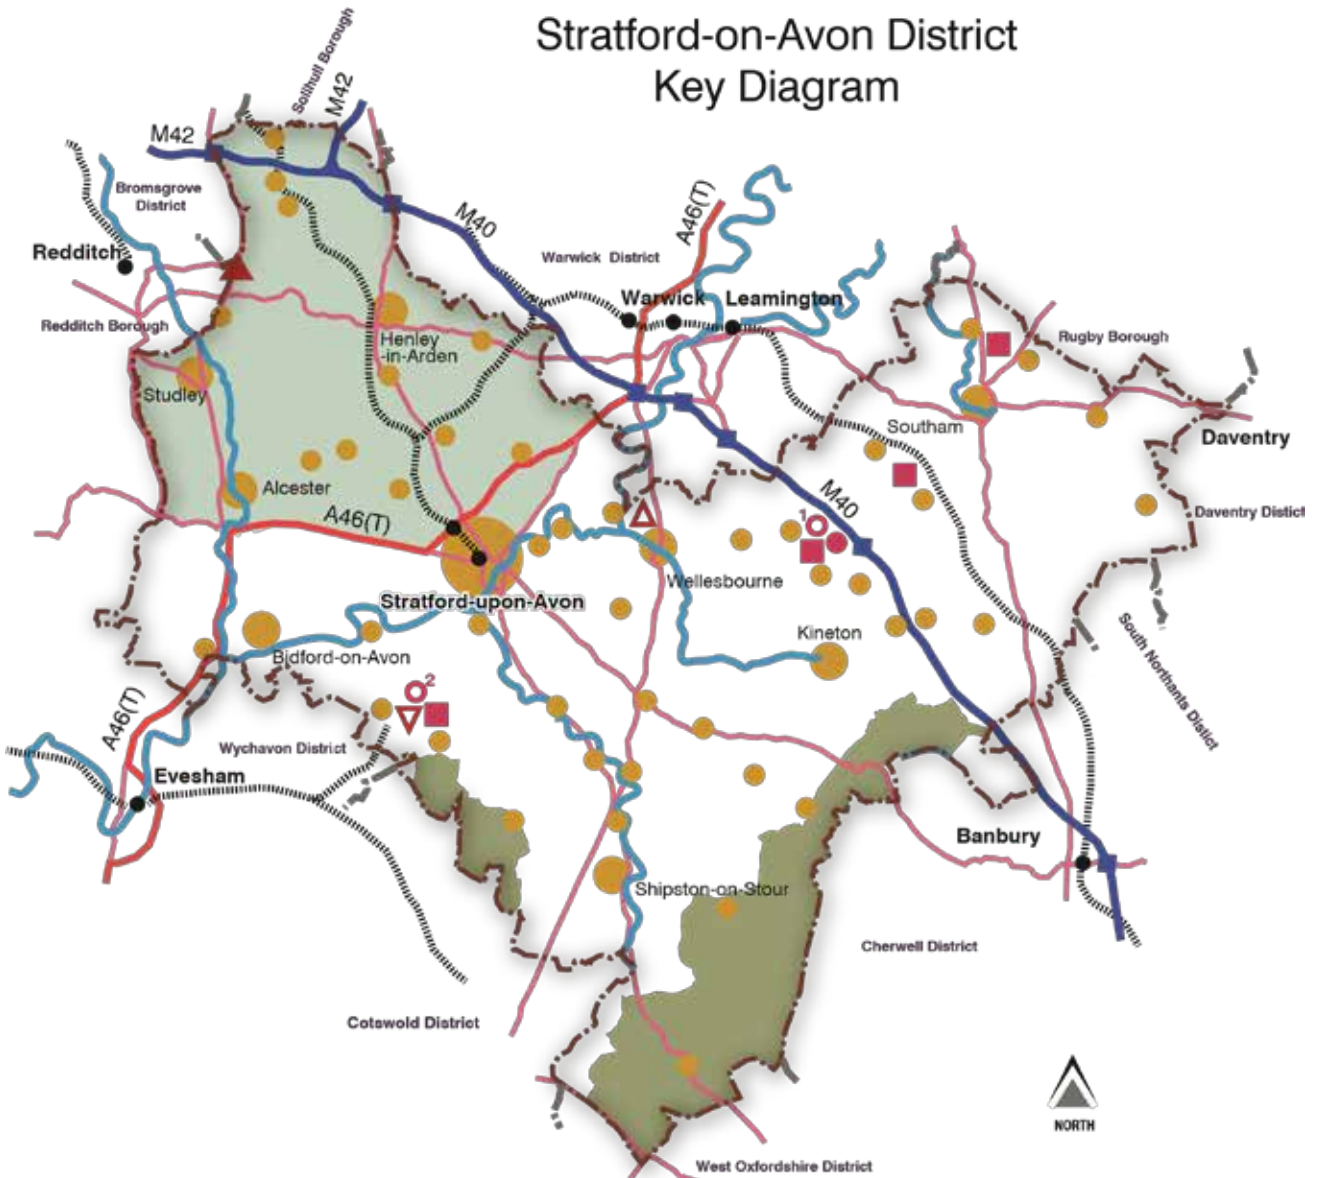 Stratford-on-Avon District
Key Diagram
Solihull Borough
M42
M42
Bromsgrove
District
M40
A46(T)
Redditch
Warwick District
Warwick
Leamington
Redditch Borough
Rugby Borough
Henley
-in-Arden
Studley
Southam
Daventry
Alcester
A46(T)
M40
1
Daventry Distict
Wellesbourne
Stratford-upon-Avon
Kineton
South Northants Distict
Bidford-on-Avon
2
A46(T)
Wychavon District
Evesham
Banbury
Shipston-on-Stour
Cherwell District
Cotswold District
NORTH
West Oxfordshire District